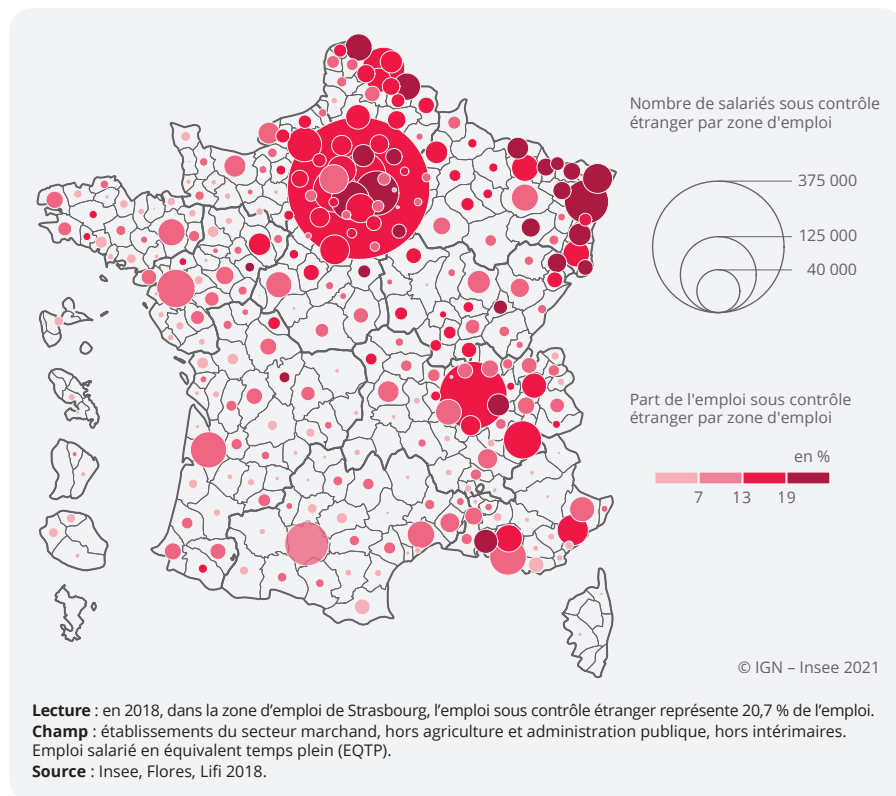 Nombre de salariés sous contrôle
étranger par zone d'emploi
375 000
125 000
40 000
Part de l'emploi sous contrôle
étranger par zone d'emploi
en %
7 13 19
© IGN – Insee 2021
Lecture : en 2018, dans la zone d’emploi de Strasbourg, l’emploi sous contrôle étranger représente 20,7 % de l’emploi.
Champ : établissements du secteur marchand, hors agriculture et administration publique, hors intérimaires.
Emploi salarié en équivalent temps plein (EQTP).
Source : Insee, Flores, Lifi 2018.